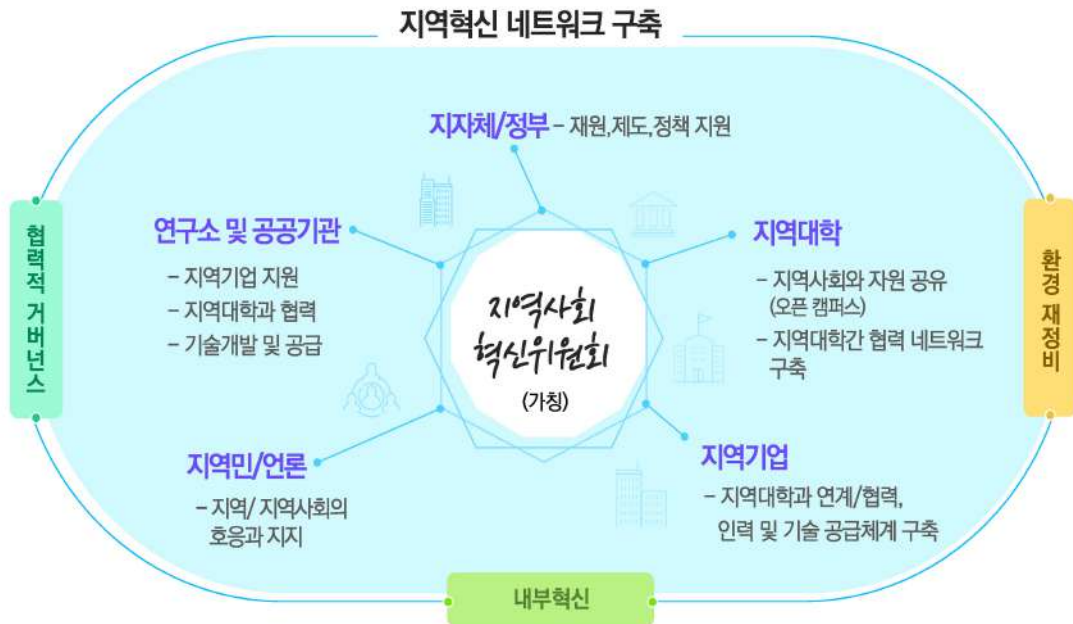 지역혁신 네트워크 구축
지자체/정부 – 재원,제도,정책 지원
연구소 및 공공기관
– 지역기업 지원
– 지역대학과 협력
– 기술개발 및 공급
지역대학
– 지역사회와 자원 공유
(오픈 캠퍼스)
– 지역대학간 협력 네트워크
구축
협력적 거버넌스
지역사회
혁신위원회
(가칭)
환경 재정비
지역민/언론
– 지역/ 지역사회의
호응과 지지
지역기업
– 지역대학과 연계/협력,
인력 및 기술 공급체계 구축
내부혁신